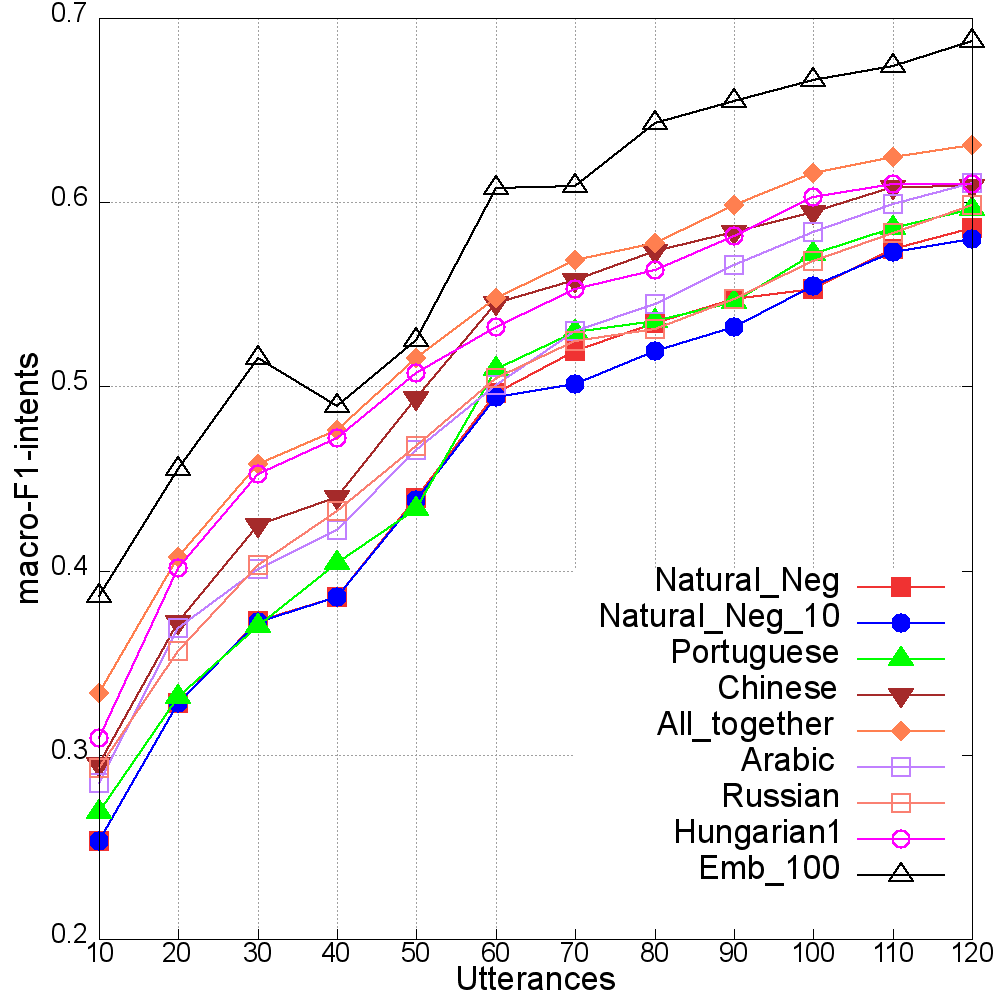 0.7
0.6
0.5
0.4
0.3
0.2
macro-F1-intents
Natural_Neg
Natural_Neg_10
Portuguese
Chinese
All_together
Arabic
Russian
Hungarian1
Emb_100
10 20 30 40 50 60 70 80 90 100 110 120
Utterances